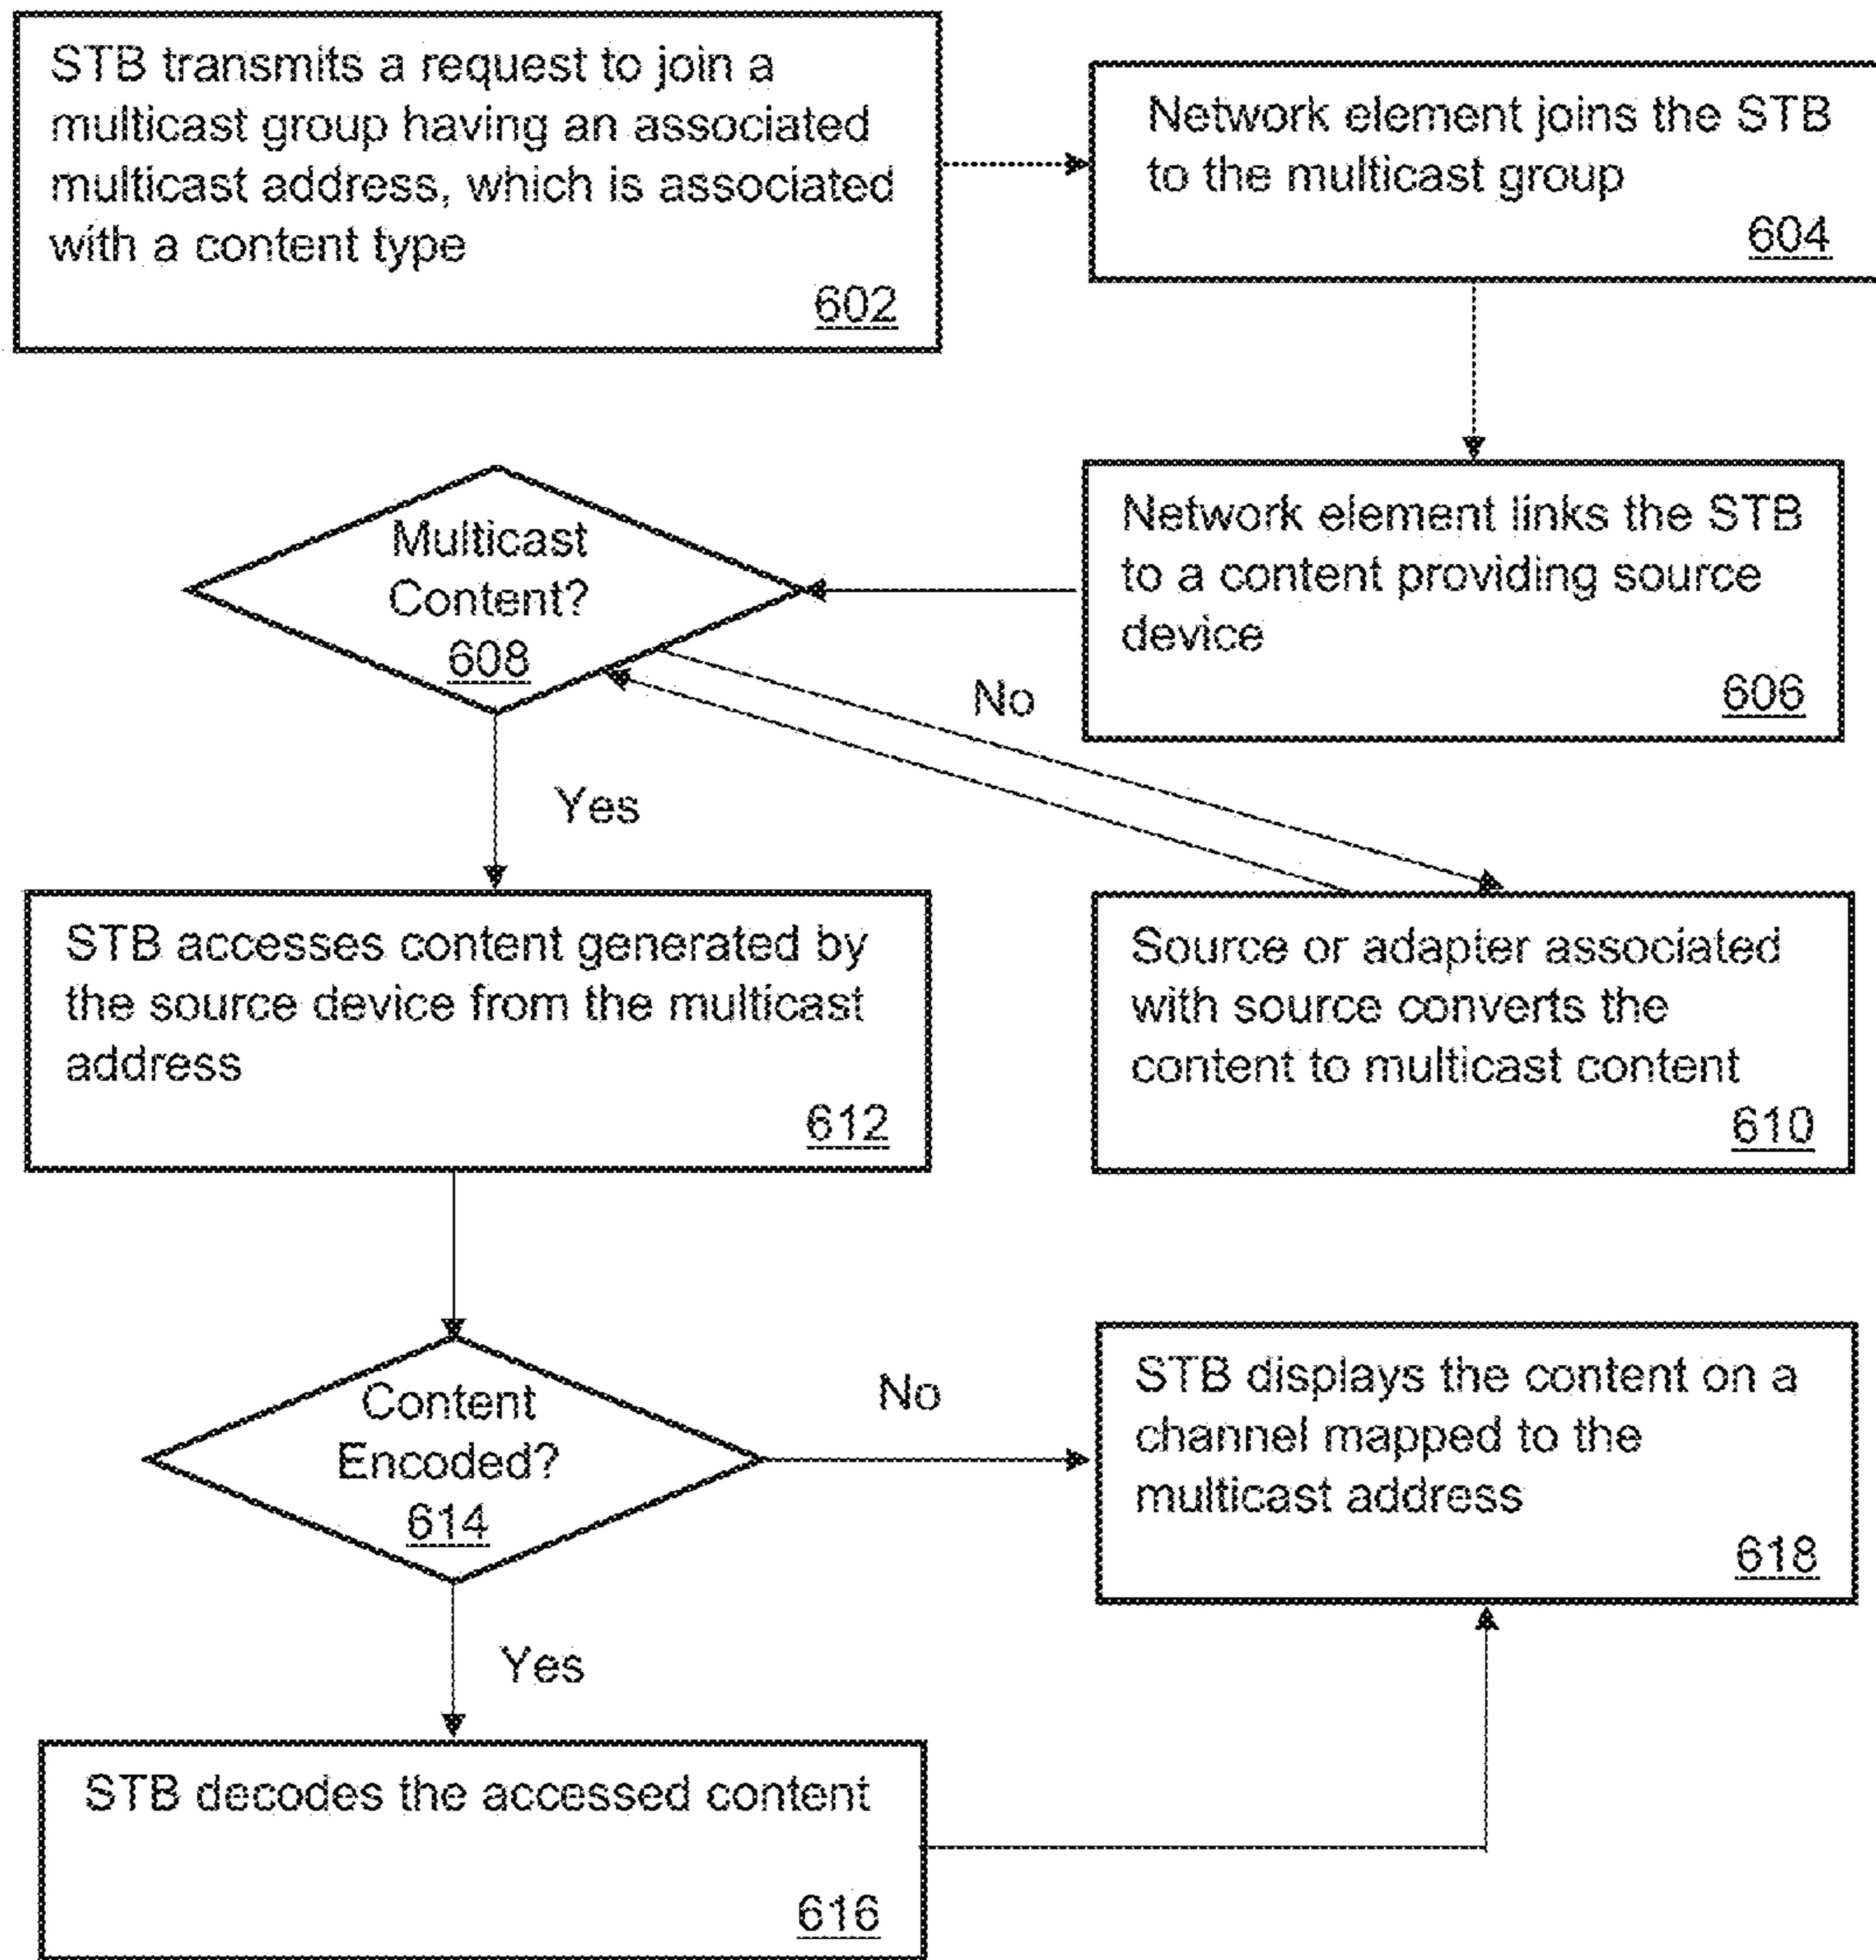 STB transmits a request to join a
multicast group having an associated
multicast address, which is associated
with a content type
602
Network element joins the STB
to the multicast group
604
Network element links the STB
to a content providing source
device
606
Multicast
Content?
608
No
Yes
Source or adapter associated
with source converts the
content to multicast content
610
STB accesses content generated by
the source device from the multicast
address
612
Content
Encoded?
614
No
Yes
STB decodes the accessed content
616
STB displays the content on a
channel mapped to the
multicast address
618